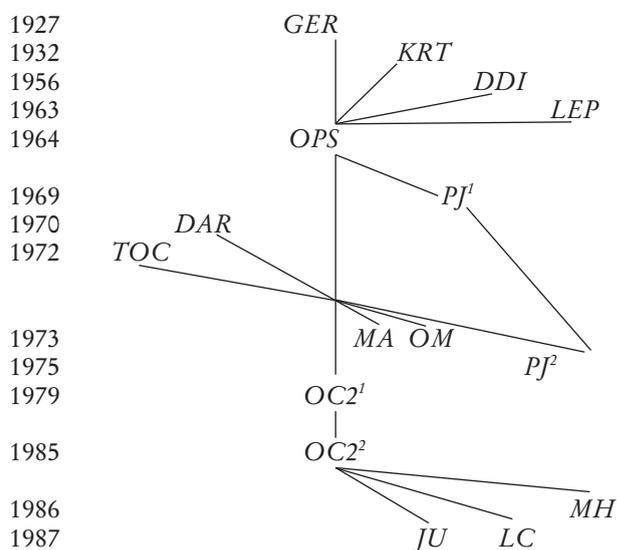 1927 GER
1932 KRT
1956 DDI
1963 LEP
1964 OPS
1969 PJ¹
1970 DAR
1972 TOC
1973 MA OM
1975 PJ²
1979 OC2¹
1985 OC2²
1986 MH
1987 JU LC